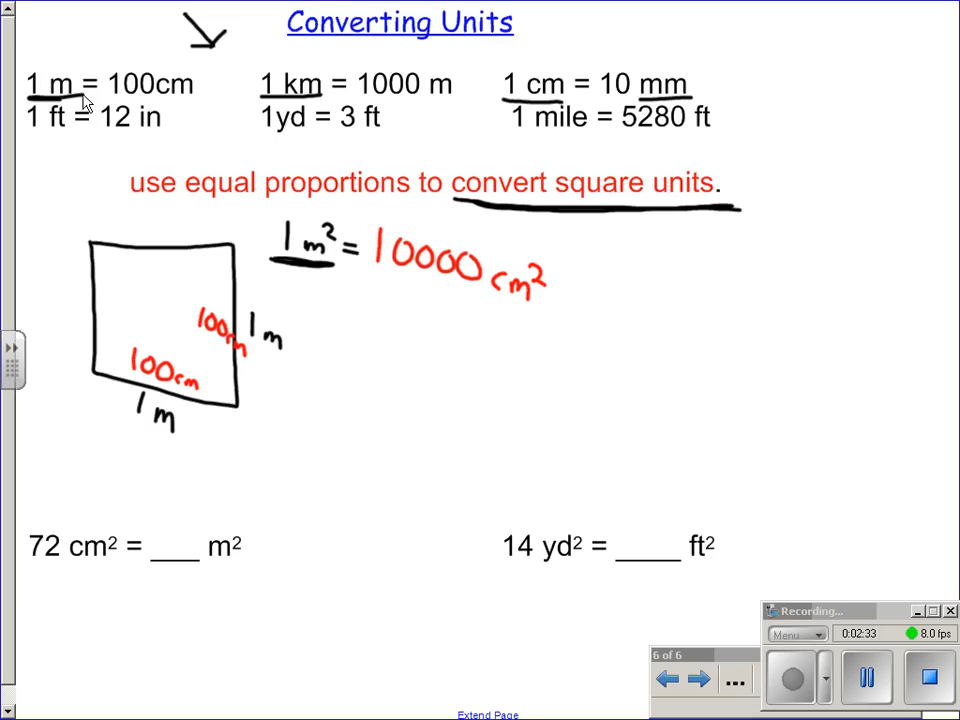 Converting Units
1 m = 100cm
1 km = 1000 m
1 cm = 10 mm
1 ft = 12 in
1yd = 3 ft
1 mile = 5280 ft
use equal proportions to convert square units.
1 m² = 10000 cm²
100cm
1 m
100cm
1 m
72 cm² = ___ m²
14 yd² = ____ ft²
Recording...
Menu
0:02:33
8.0 fps
6 of 6
...
Extend Page